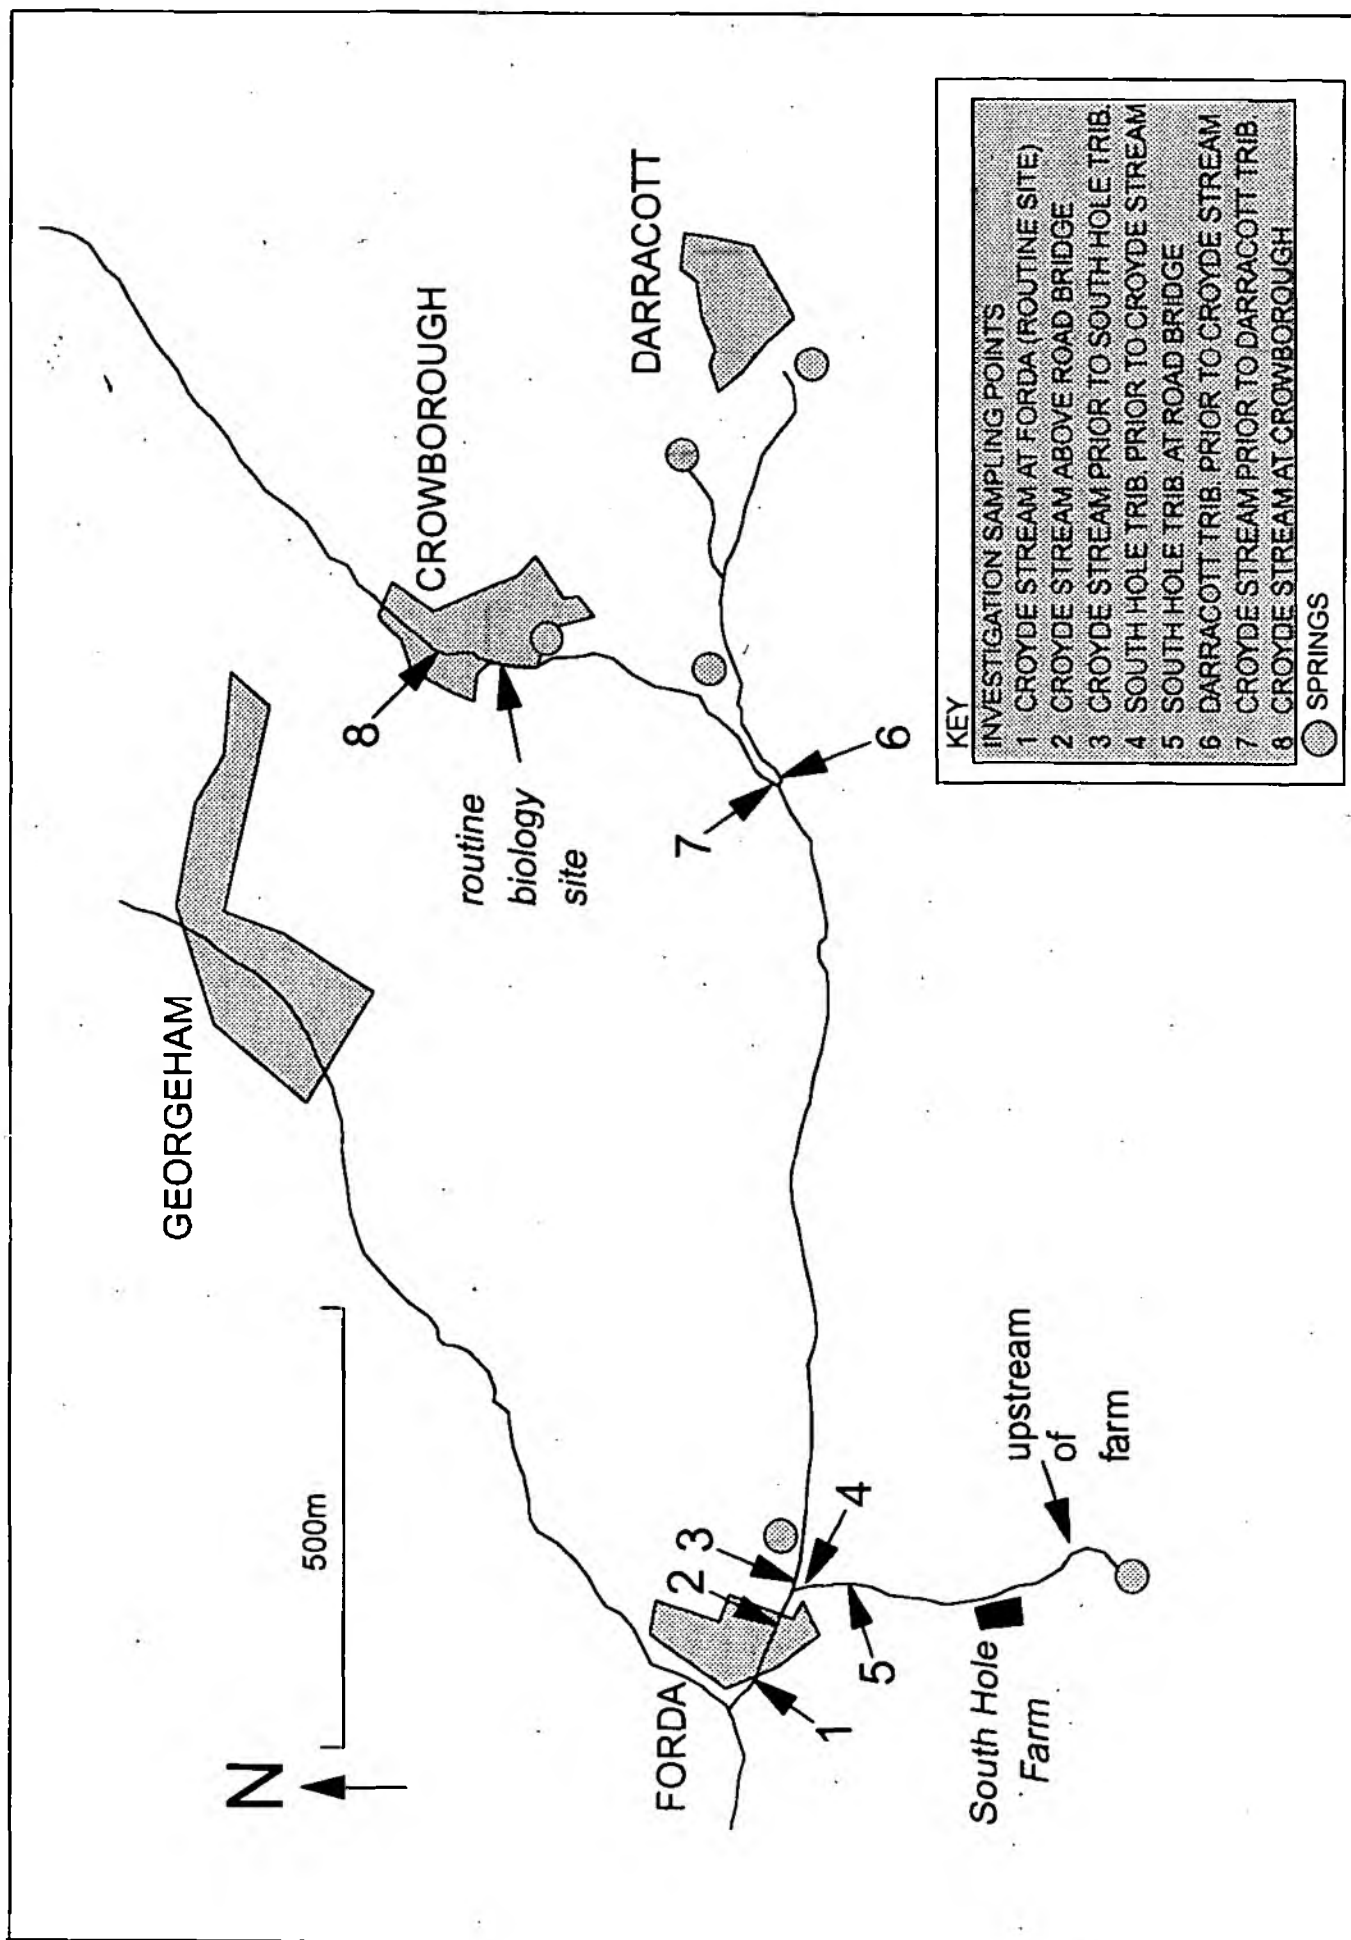 N
500m
GEORGEHAM
CROWBOROUGH
DARRACOTT
FORDA
8
routine
biology
site
7
6
2
3
4
5
1
South Hole
Farm
upstream
of
farm
KEY
INVESTIGATION SAMPLING POINTS
1 CROYDE STREAM AT FORDA (ROUTINE SITE)
2 CROYDE STREAM ABOVE ROAD BRIDGE
3 CROYDE STREAM PRIOR TO SOUTH HOLE TRIB.
4 SOUTH HOLE TRIB. PRIOR TO CROYDE STREAM
5 SOUTH HOLE TRIB. AT ROAD BRIDGE
6 DARRACOTT TRIB. PRIOR TO CROYDE STREAM
7 CROYDE STREAM PRIOR TO DARRACOTT TRIB
8 CROYDE STREAM AT CROWBOROUGH
SPRINGS